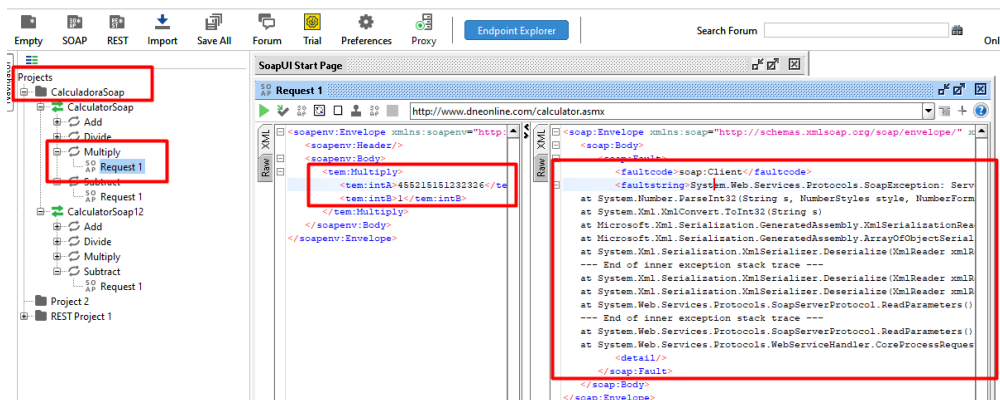 Empty SOAP REST Import Save All Forum Trial Preferences Proxy Endpoint Explorer Search Forum Onl
Navigator
Projects
CalculadoraSoap
CalculatorSoap
Add
Divide
Multiply
Request 1
Subtract
Request 1
CalculatorSoap12
Add
Divide
Multiply
Subtract
Request 1
Project 2
REST Project 1
SoapUI Start Page
Request 1
http://www.dneonline.com/calculator.asmx
XML
Raw
<soapenv:Envelope xmlns:soapenv="http:
<soapenv:Header/>
<soapenv:Body>
<tem:Multiply>
<tem:intA>455215151232326</te
<tem:intB>1</tem:intB>
</tem:Multiply>
</soapenv:Body>
</soapenv:Envelope>
XML
Raw
<soap:Envelope xmlns:soap="http://schemas.xmlsoap.org/soap/envelope/" x
<soap:Body>
<soap:Fault>
<faultcode>soap:Client</faultcode>
<faultstring>System.Web.Services.Protocols.SoapException: Serv
at System.Number.ParseInt32(String s, NumberStyles style, NumberForm
at System.Xml.XmlConvert.ToInt32(String s)
at Microsoft.Xml.Serialization.GeneratedAssembly.XmlSerializationRea
at Microsoft.Xml.Serialization.GeneratedAssembly.ArrayOfObjectSerial
at System.Xml.Serialization.XmlSerializer.Deserialize(XmlReader xmlR
--- End of inner exception stack trace ---
at System.Xml.Serialization.XmlSerializer.Deserialize(XmlReader xmlR
at System.Xml.Serialization.XmlSerializer.Deserialize(XmlReader xmlR
at System.Web.Services.Protocols.SoapServerProtocol.ReadParameters()
--- End of inner exception stack trace ---
at System.Web.Services.Protocols.SoapServerProtocol.ReadParameters()
at System.Web.Services.Protocols.WebServiceHandler.CoreProcessReques
<detail/>
</soap:Fault>
</soap:Body>
</soap:Envelope>